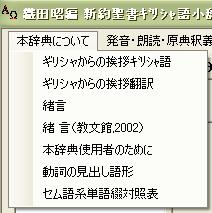 ΑΩ 織田昭編 新約聖書ｷﾞﾘｼｬ語小
本辞典について 発音・朗読・原典釈義
ｷﾞﾘｼｬからの挨拶ｷﾞﾘｼｬ語
ｷﾞﾘｼｬからの挨拶翻訳
緒言
緒 言(教文館,2002)
本辞典使用者のために
動詞の見出し語形
セム語系単語綴対照表